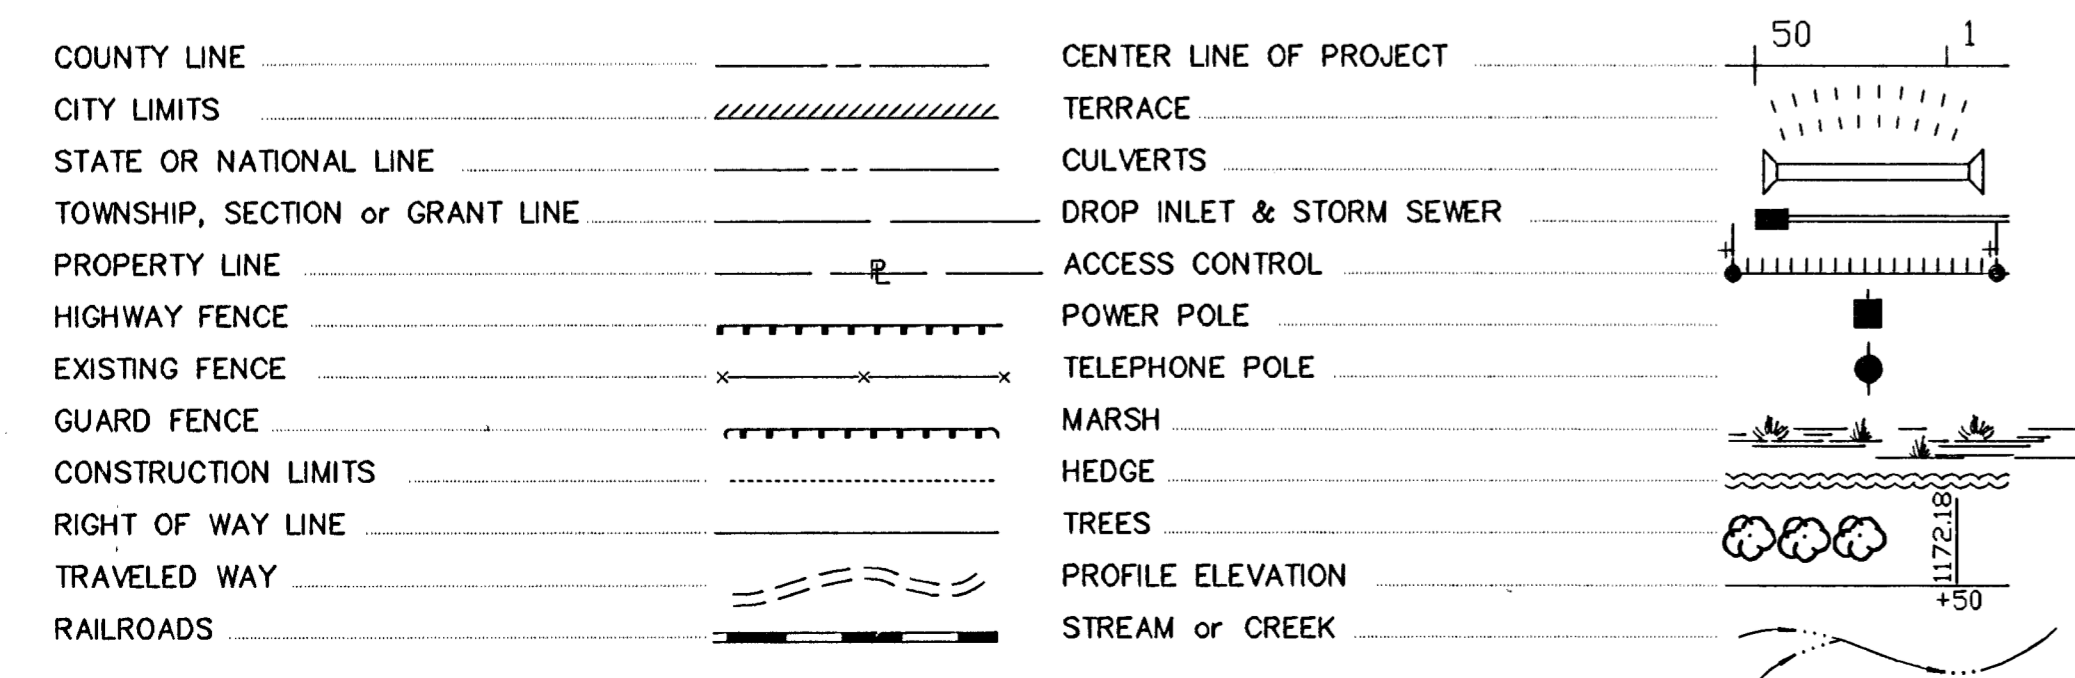 COUNTY LINE
CITY LIMITS
STATE OR NATIONAL LINE
TOWNSHIP, SECTION or GRANT LINE
PROPERTY LINE PL
HIGHWAY FENCE
EXISTING FENCE
GUARD FENCE
CONSTRUCTION LIMITS
RIGHT OF WAY LINE
TRAVELED WAY
RAILROADS
CENTER LINE OF PROJECT 50 1
TERRACE
CULVERTS
DROP INLET & STORM SEWER
ACCESS CONTROL
POWER POLE
TELEPHONE POLE
MARSH
HEDGE
TREES
PROFILE ELEVATION 1172.18
+50
STREAM or CREEK